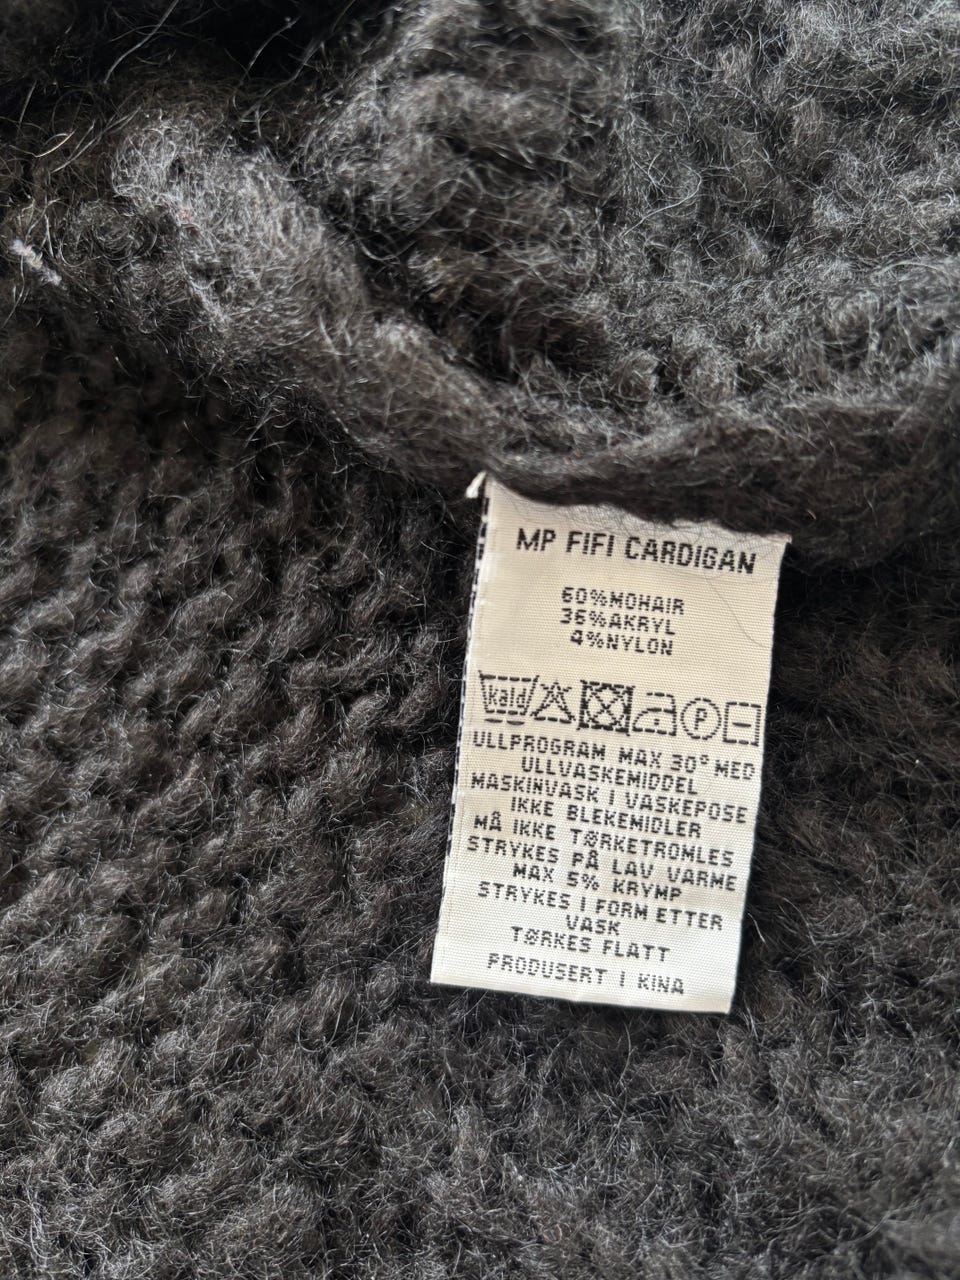 MP FIFI CARDIGAN
60%MOHAIR
36%AKRYL
4%NYLON
kald P
ULLPROGRAM MAX 30° MED
ULLVASKEMIDDEL
MASKINVASK I VASKEPOSE
IKKE BLEKEMIDLER
MÅ IKKE TØRKETROMLES
STRYKES PÅ LAV VARME
MAX 5% KRYMP
STRYKES I FORM ETTER
VASK
TØRKES FLATT
PRODUSERT I KINA